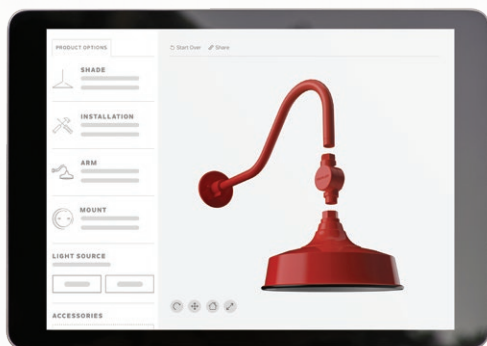 PRODUCT OPTIONS
Start Over Share
SHADE
INSTALLATION
ARM
MOUNT
LIGHT SOURCE
ACCESSORIES